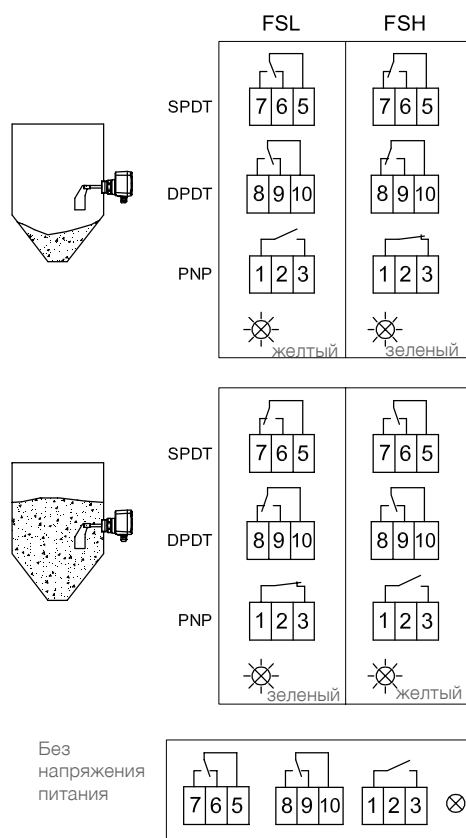 FSL FSH
SPDT 7 6 5 7 6 5
DPDT 8 9 10 8 9 10
PNP 1 2 3 1 2 3
желтый зеленый
SPDT 7 6 5 7 6 5
DPDT 8 9 10 8 9 10
PNP 1 2 3 1 2 3
зеленый желтый
Без
напряжения
питания
7 6 5 8 9 10 1 2 3